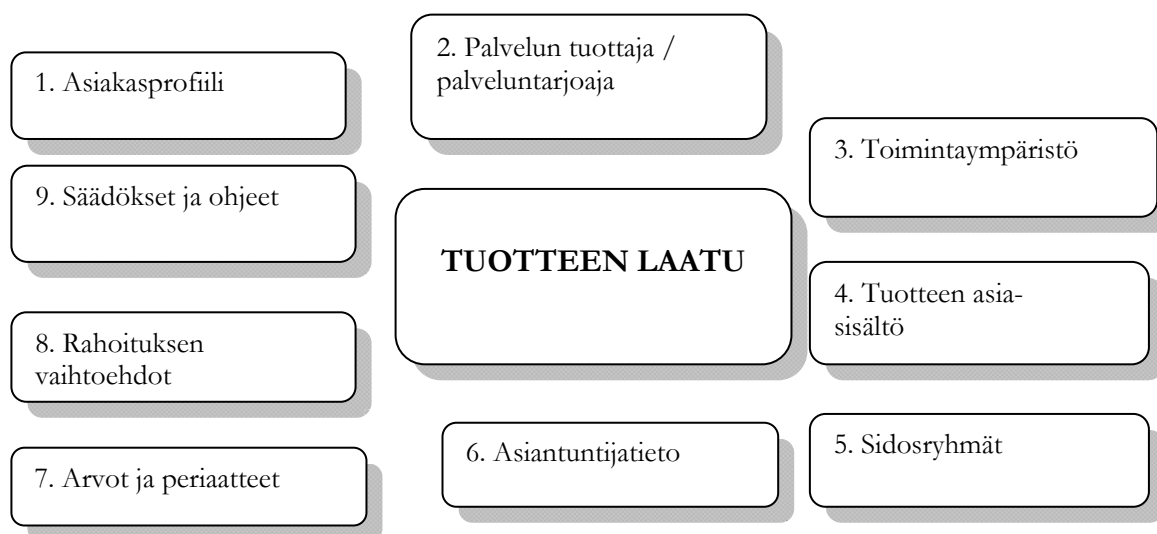 1. Asiakasprofiili
2. Palvelun tuottaja /
palveluntarjoaja
3. Toimintaympäristö
9. Säädökset ja ohjeet
TUOTTEEN LAATU
4. Tuotteen asia-
sisältö
8. Rahoituksen
vaihtoehdot
5. Sidosryhmät
6. Asiantuntijatieto
7. Arvot ja periaatteet